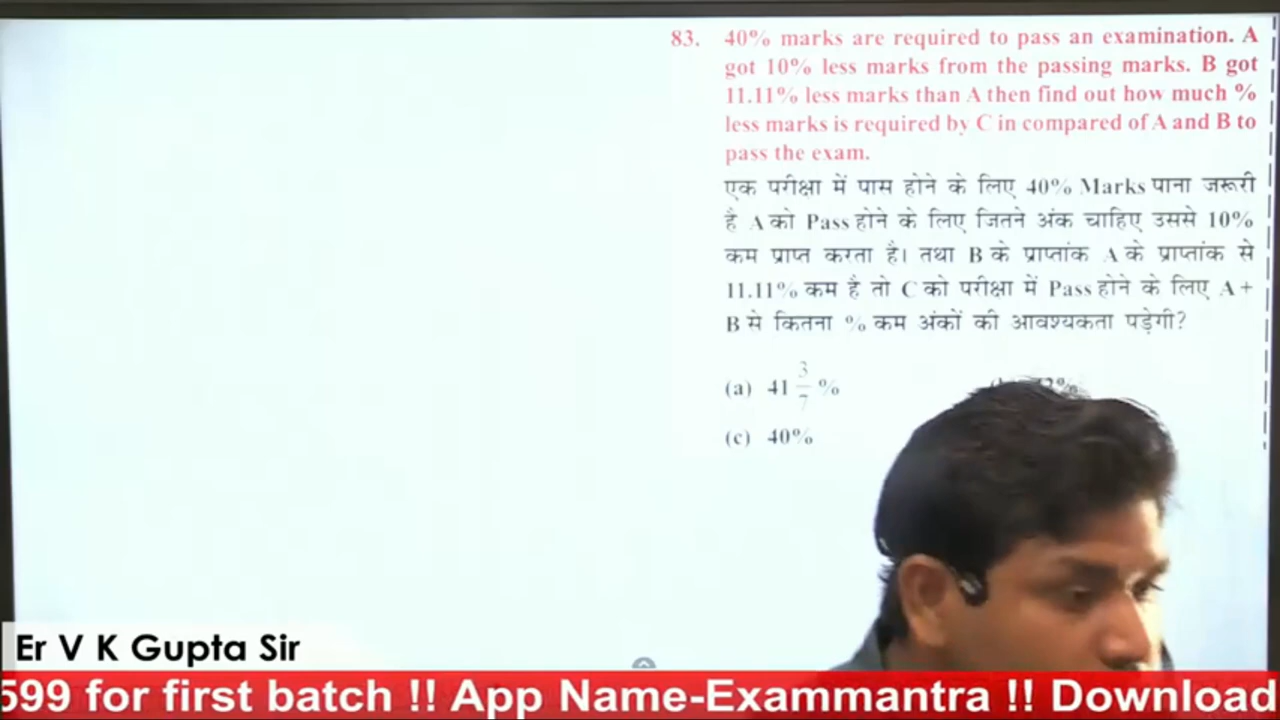 83. 40% marks are required to pass an examination. A
got 10% less marks from the passing marks. B got
11.11% less marks than A then find out how much %
less marks is required by C in compared of A and B to
pass the exam.
एक परीक्षा में पास होने के लिए 40% Marks पाना जरूरी
है A को Pass होने के लिए जितने अंक चाहिए उससे 10%
कम प्राप्त करता है। तथा B के प्राप्तांक A के प्राप्तांक से
11.11% कम है तो C को परीक्षा में Pass होने के लिए A+
B से कितना % कम अंकों की आवश्यकता पड़ेगी?
(a) 41 3/7 %
(c) 40%
Er V K Gupta Sir
599 for first batch !! App Name-Exammantra !! Download